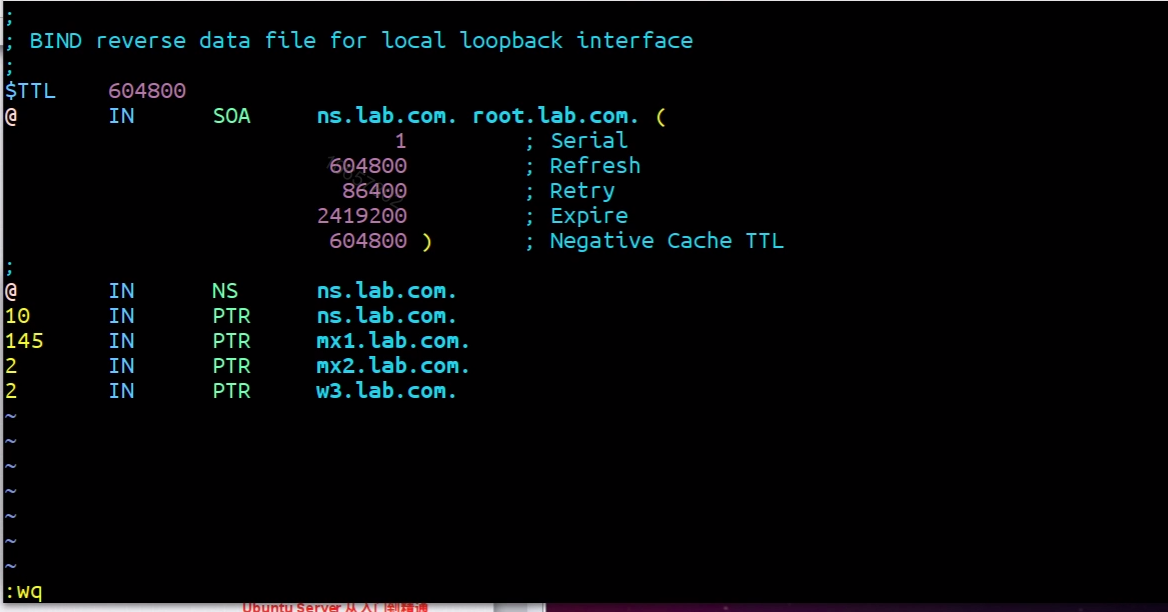 ;
; BIND reverse data file for local loopback interface
;
$TTL    604800
@       IN      SOA     ns.lab.com. root.lab.com. (
                              1         ; Serial
                         604800         ; Refresh
                          86400         ; Retry
                        2419200         ; Expire
                         604800 )       ; Negative Cache TTL
;
@       IN      NS      ns.lab.com.
10      IN      PTR     ns.lab.com.
145     IN      PTR     mx1.lab.com.
2       IN      PTR     mx2.lab.com.
2       IN      PTR     w3.lab.com.
~
~
~
~
~
~
~
:wq
Ubuntu Server 从入门到精通